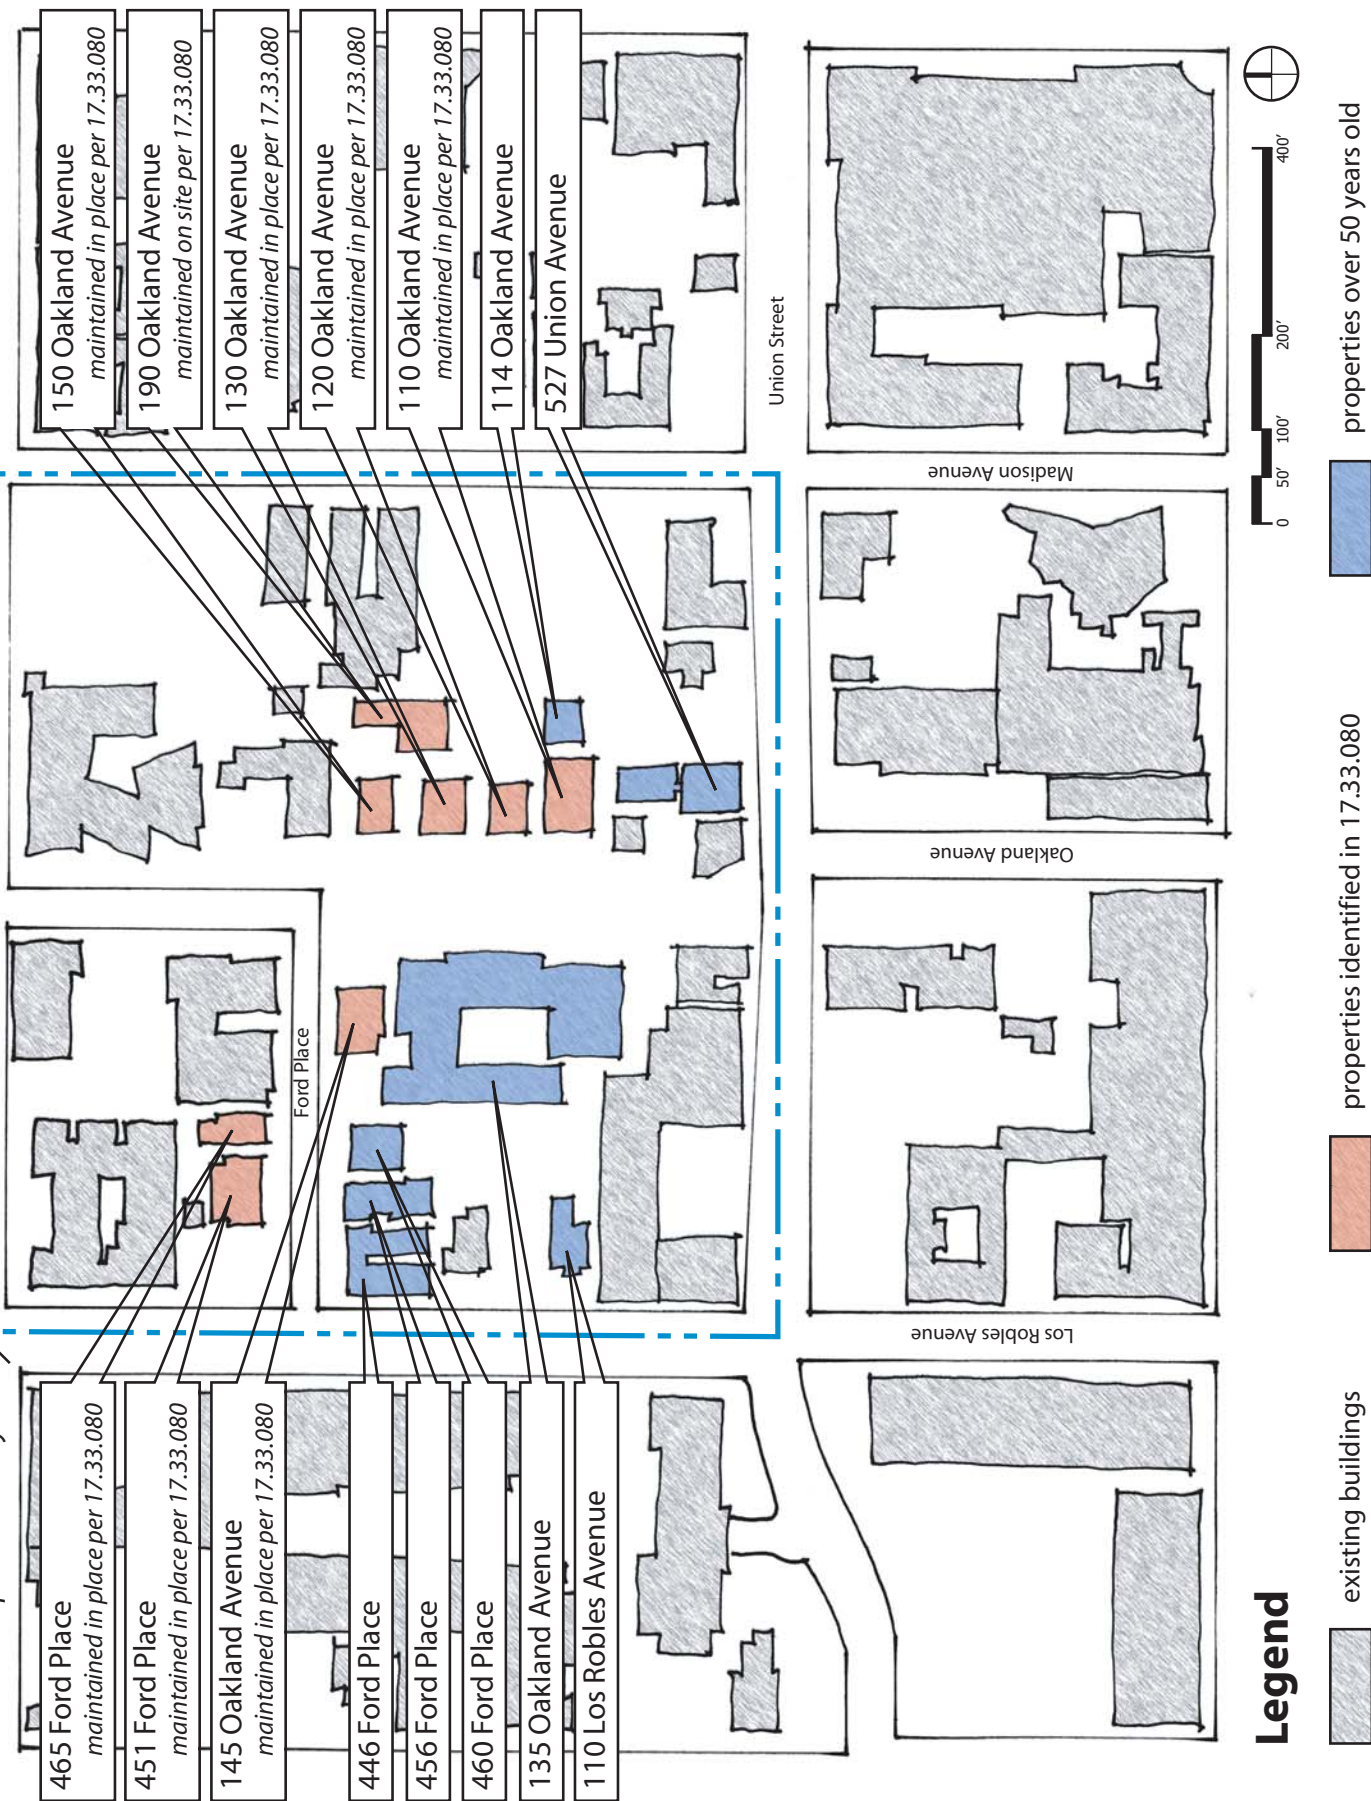 465 Ford Place
maintained in place per 17.33.080
451 Ford Place
maintained in place per 17.33.080
145 Oakland Avenue
maintained in place per 17.33.080
446 Ford Place
456 Ford Place
460 Ford Place
135 Oakland Avenue
110 Los Robles Avenue
150 Oakland Avenue
maintained in place per 17.33.080
190 Oakland Avenue
maintained on site per 17.33.080
130 Oakland Avenue
maintained in place per 17.33.080
120 Oakland Avenue
maintained in place per 17.33.080
110 Oakland Avenue
maintained in place per 17.33.080
114 Oakland Avenue
527 Union Avenue
Ford Place
Union Street
Los Robles Avenue
Oakland Avenue
Madison Avenue
0 50' 100' 200' 400'
Legend
existing buildings
properties identified in 17.33.080
properties over 50 years old